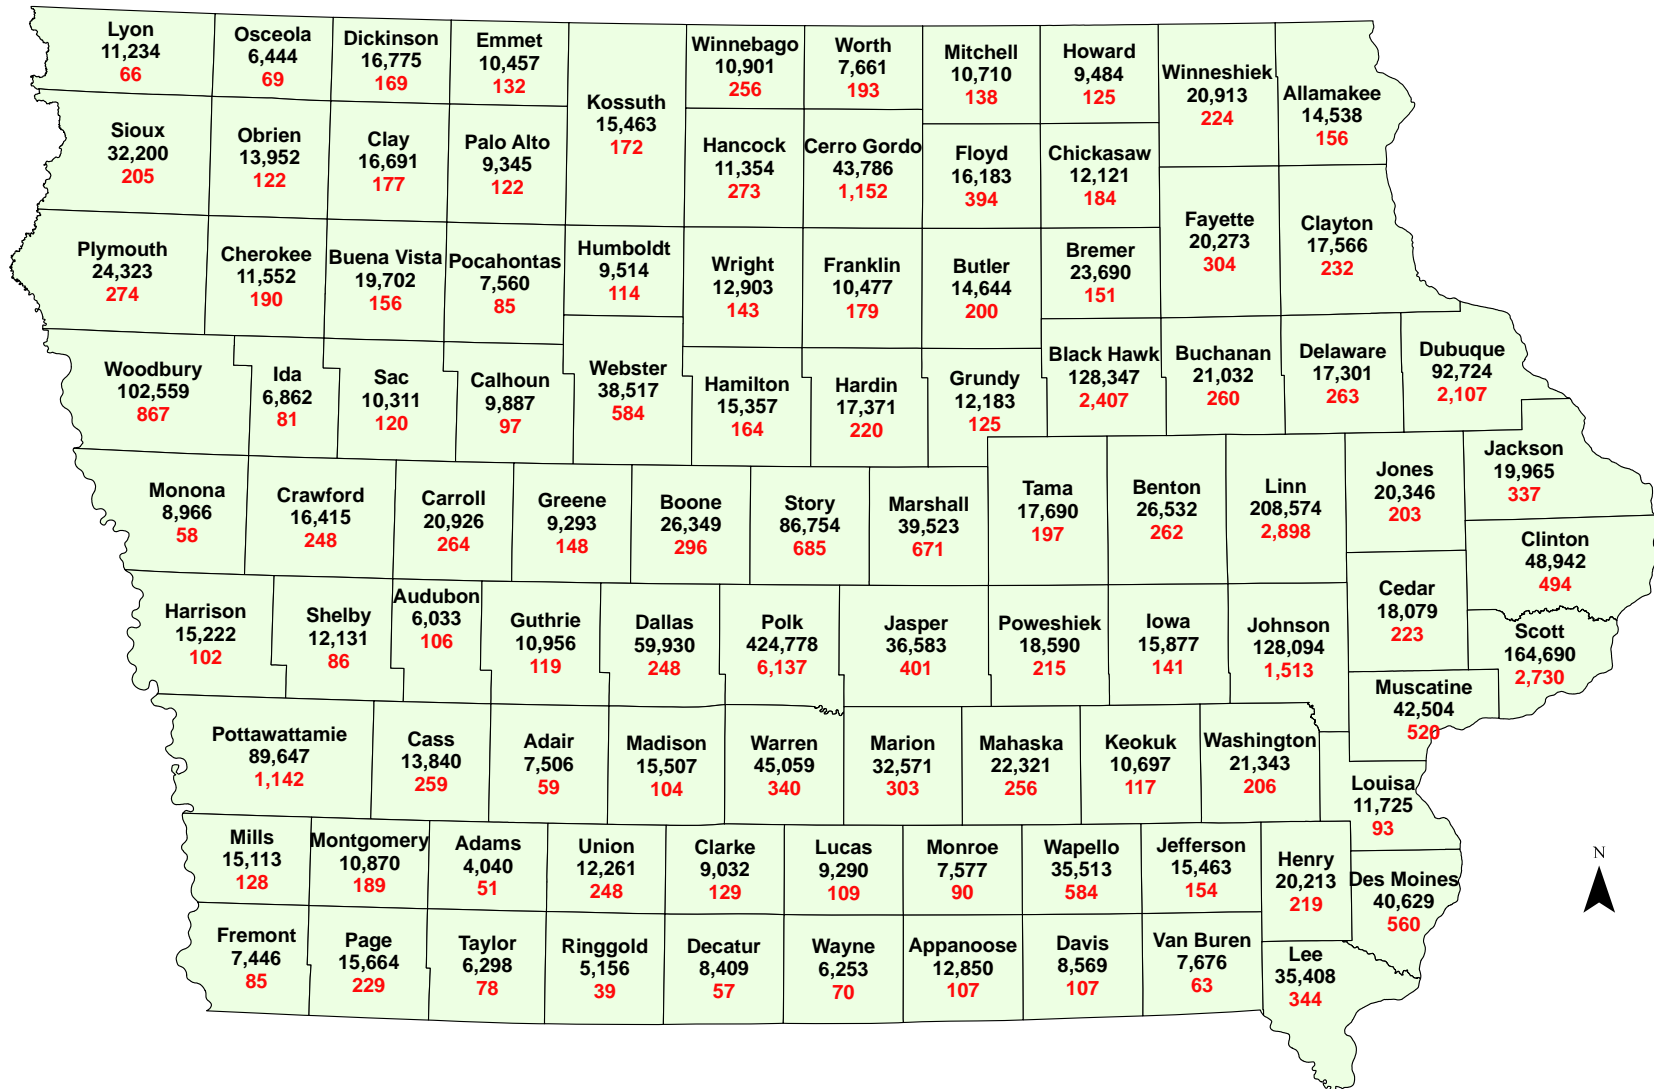 Lyon
11,234
66
Osceola
6,444
69
Dickinson
16,775
169
Emmet
10,457
132
Kossuth
15,463
172
Winnebago
10,901
256
Worth
7,661
193
Mitchell
10,710
138
Howard
9,484
125
Winneshiek
20,913
224
Allamakee
14,538
156
Sioux
32,200
205
Obrien
13,952
122
Clay
16,691
177
Palo Alto
9,345
122
Hancock
11,354
273
Cerro Gordo
43,786
1,152
Floyd
16,183
394
Chickasaw
12,121
184
Fayette
20,273
304
Clayton
17,566
232
Plymouth
24,323
274
Cherokee
11,552
190
Buena Vista
19,702
156
Pocahontas
7,560
85
Humboldt
9,514
114
Wright
12,903
143
Franklin
10,477
179
Butler
14,644
200
Bremer
23,690
151
Woodbury
102,559
867
Ida
6,862
81
Sac
10,311
120
Calhoun
9,887
97
Webster
38,517
584
Hamilton
15,357
164
Hardin
17,371
220
Grundy
12,183
125
Black Hawk
128,347
2,407
Buchanan
21,032
260
Delaware
17,301
263
Dubuque
92,724
2,107
Monona
8,966
58
Crawford
16,415
248
Carroll
20,926
264
Greene
9,293
148
Boone
26,349
296
Story
86,754
685
Marshall
39,523
671
Tama
17,690
197
Benton
26,532
262
Linn
208,574
2,898
Jones
20,346
203
Jackson
19,965
337
Clinton
48,942
494
Harrison
15,222
102
Shelby
12,131
86
Audubon
6,033
106
Guthrie
10,956
119
Dallas
59,930
248
Polk
424,778
6,137
Jasper
36,583
401
Poweshiek
18,590
215
Iowa
15,877
141
Johnson
128,094
1,513
Cedar
18,079
223
Scott
164,690
2,730
Muscatine
42,504
520
Pottawattamie
89,647
1,142
Cass
13,840
259
Adair
7,506
59
Madison
15,507
104
Warren
45,059
340
Marion
32,571
303
Mahaska
22,321
256
Keokuk
10,697
117
Washington
21,343
206
Louisa
11,725
93
Mills
15,113
128
Montgomery
10,870
189
Adams
4,040
51
Union
12,261
248
Clarke
9,032
129
Lucas
9,290
109
Monroe
7,577
90
Wapello
35,513
584
Jefferson
15,463
154
Henry
20,213
219
Des Moines
40,629
560
Fremont
7,446
85
Page
15,664
229
Taylor
6,298
78
Ringgold
5,156
39
Decatur
8,409
57
Wayne
6,253
70
Appanoose
12,850
107
Davis
8,569
107
Van Buren
7,676
63
Lee
35,408
344
N